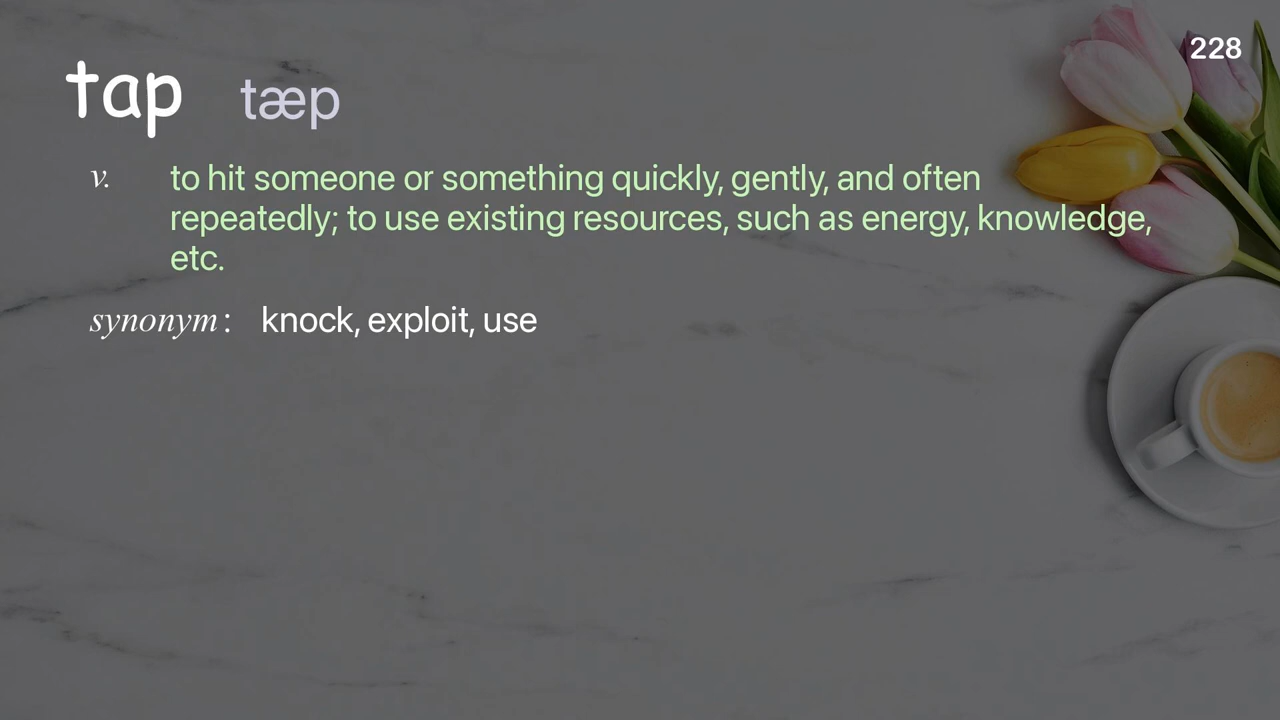 228
tap tæp
v. to hit someone or something quickly, gently, and often
repeatedly; to use existing resources, such as energy, knowledge,
etc.
synonym: knock, exploit, use